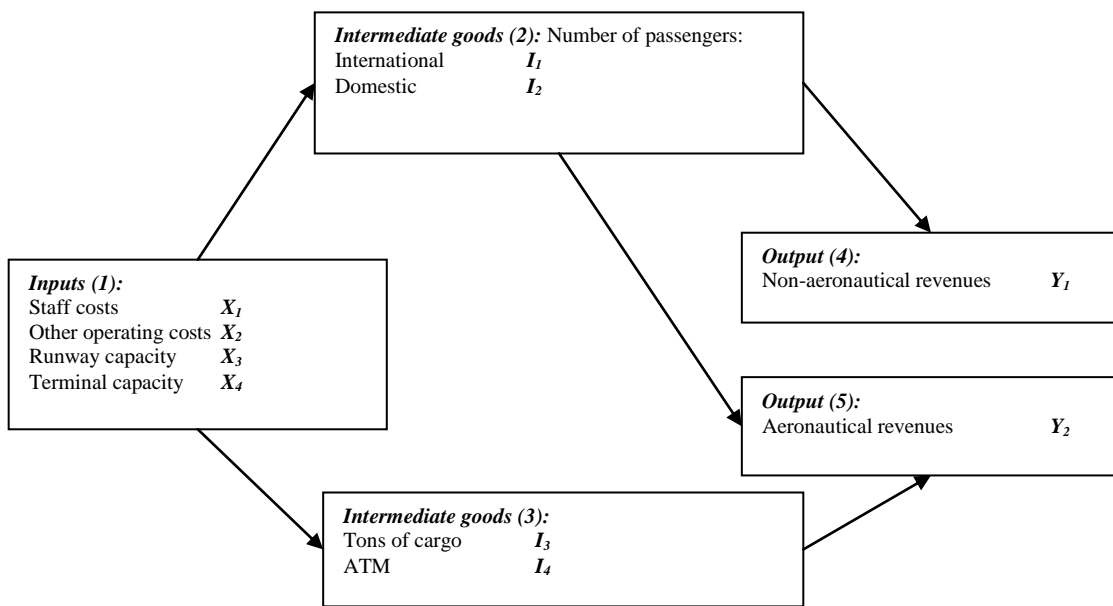 Intermediate goods (2): Number of passengers:
International I1
Domestic I2
Inputs (1):
Staff costs X1
Other operating costs X2
Runway capacity X3
Terminal capacity X4
Output (4):
Non-aeronautical revenues Y1
Output (5):
Aeronautical revenues Y2
Intermediate goods (3):
Tons of cargo I3
ATM I4